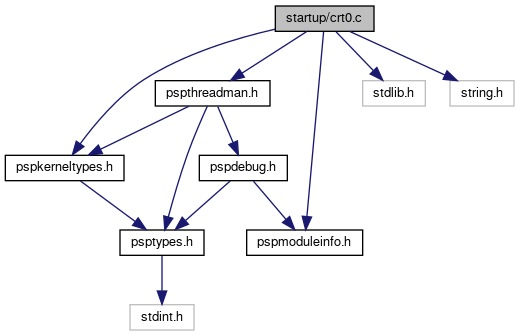 startup/crt0.c
pspthreadman.h
stdlib.h
string.h
pspkerneltypes.h
pspdebug.h
psptypes.h
pspmoduleinfo.h
stdint.h